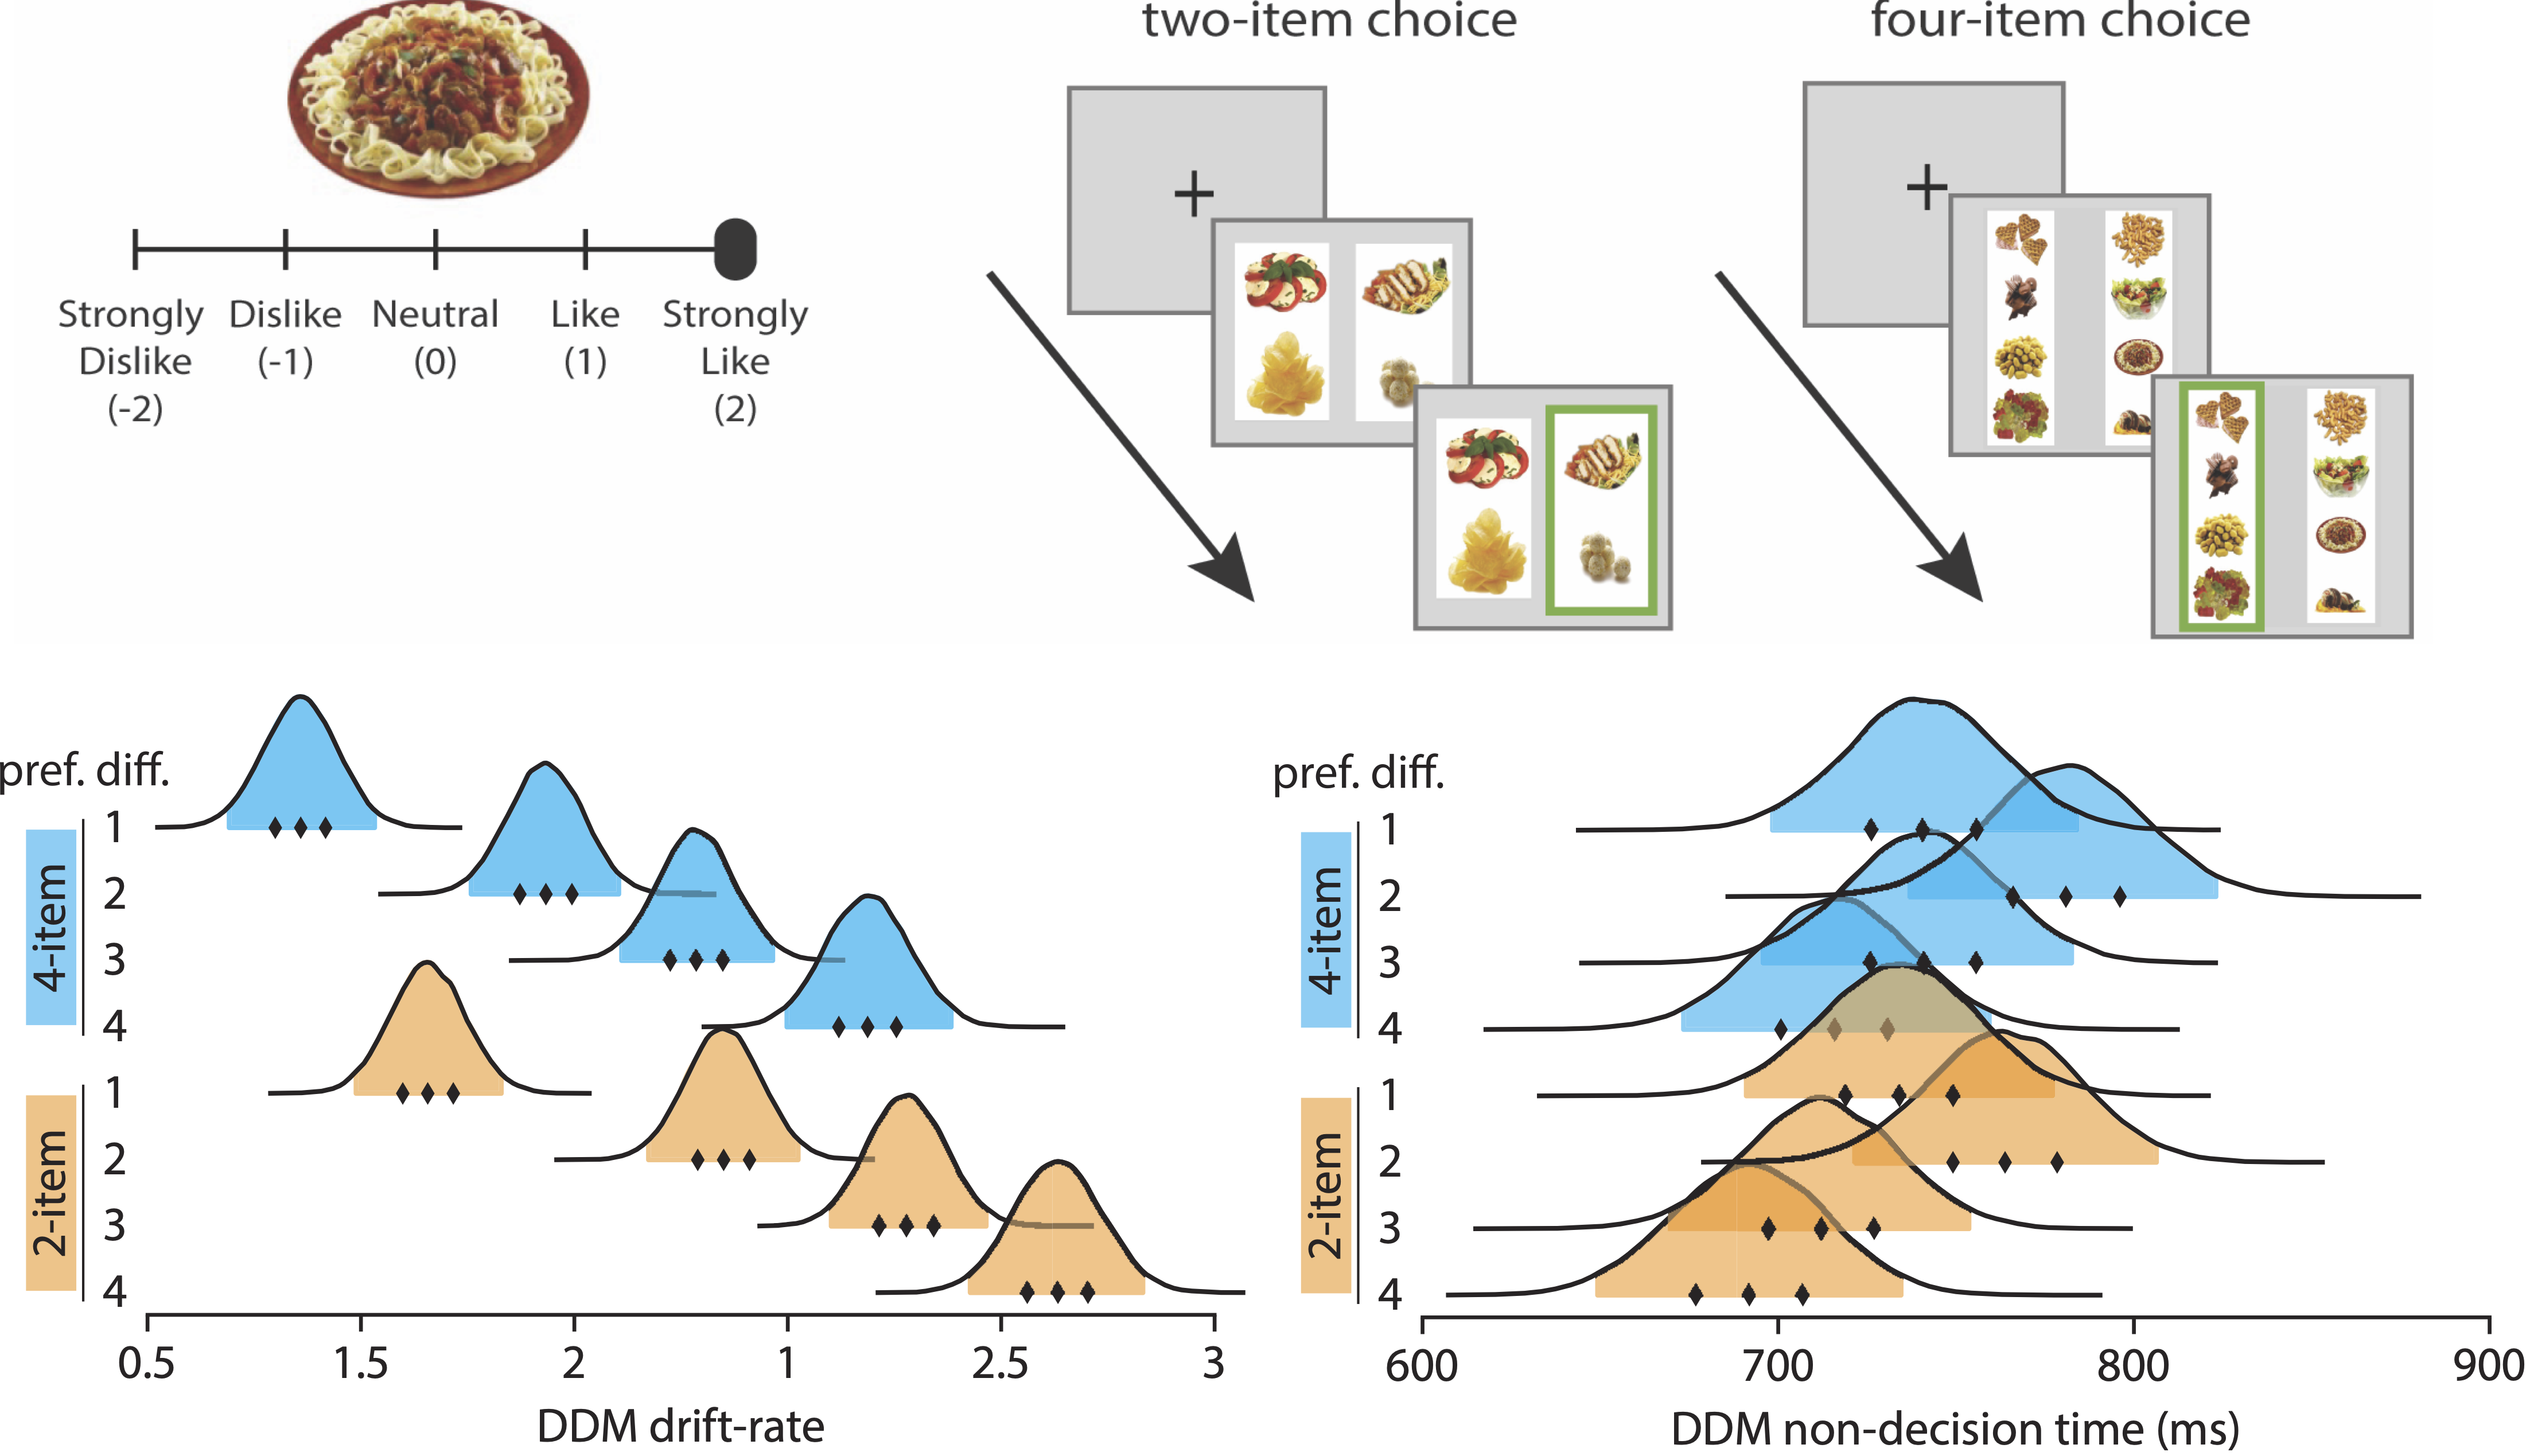 two-item choice
four-item choice
Strongly Dislike (-2)
Dislike (-1)
Neutral (0)
Like (1)
Strongly Like (2)
pref. diff.
4-item
1
2
3
4
2-item
1
2
3
4
0.5 1.5 2 1 2.5 3
DDM drift-rate
pref. diff.
4-item
1
2
3
4
2-item
1
2
3
4
600 700 800 900
DDM non-decision time (ms)